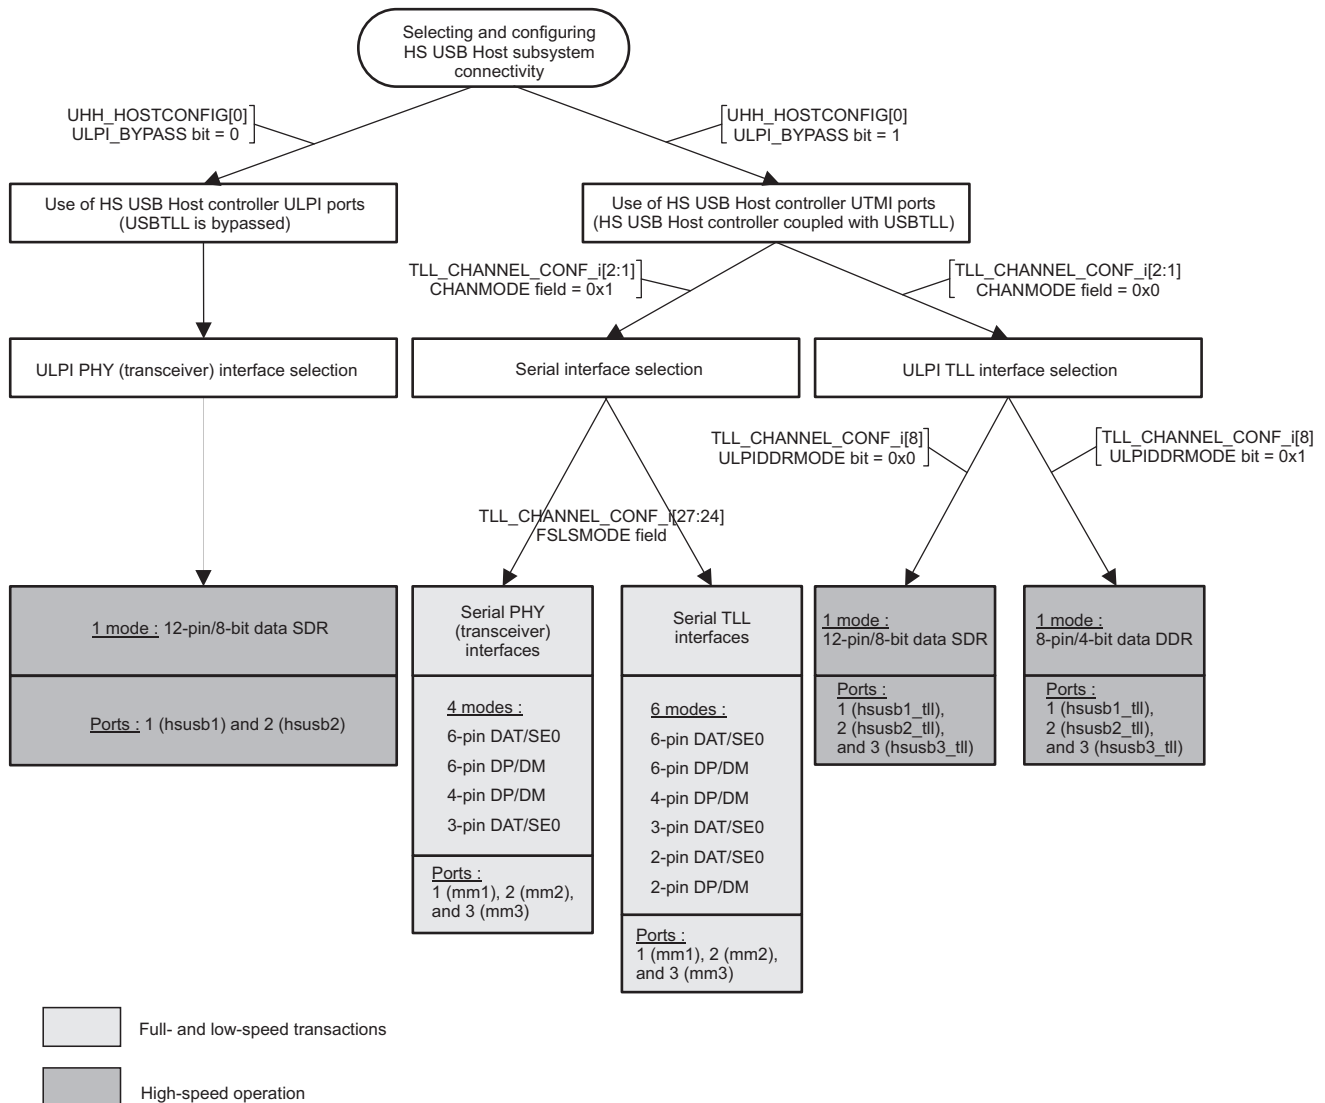 Selecting and configuring
HS USB Host subsystem
connectivity
UHH_HOSTCONFIG[0]
ULPI_BYPASS bit = 0
UHH_HOSTCONFIG[0]
ULPI_BYPASS bit = 1
Use of HS USB Host controller ULPI ports
(USBTLL is bypassed)
Use of HS USB Host controller UTMI ports
(HS USB Host controller coupled with USBTLL)
TLL_CHANNEL_CONF_i[2:1]
CHANMODE field = 0x1
TLL_CHANNEL_CONF_i[2:1]
CHANMODE field = 0x0
ULPI PHY (transceiver) interface selection
Serial interface selection
ULPI TLL interface selection
TLL_CHANNEL_CONF_i[8]
ULPIDDRMODE bit = 0x0
TLL_CHANNEL_CONF_i[8]
ULPIDDRMODE bit = 0x1
TLL_CHANNEL_CONF_i[27:24]
FSLSMODE field
1 mode : 12-pin/8-bit data SDR
Ports : 1 (hsusb1) and 2 (hsusb2)
Serial PHY
(transceiver)
interfaces
4 modes :
6-pin DAT/SE0
6-pin DP/DM
4-pin DP/DM
3-pin DAT/SE0
Ports :
1 (mm1), 2 (mm2),
and 3 (mm3)
Serial TLL
interfaces
6 modes :
6-pin DAT/SE0
6-pin DP/DM
4-pin DP/DM
3-pin DAT/SE0
2-pin DAT/SE0
2-pin DP/DM
Ports :
1 (mm1), 2 (mm2),
and 3 (mm3)
1 mode :
12-pin/8-bit data SDR
Ports :
1 (hsusb1_tll),
2 (hsusb2_tll),
and 3 (hsusb3_tll)
1 mode :
8-pin/4-bit data DDR
Ports :
1 (hsusb1_tll),
2 (hsusb2_tll),
and 3 (hsusb3_tll)
Full- and low-speed transactions
High-speed operation